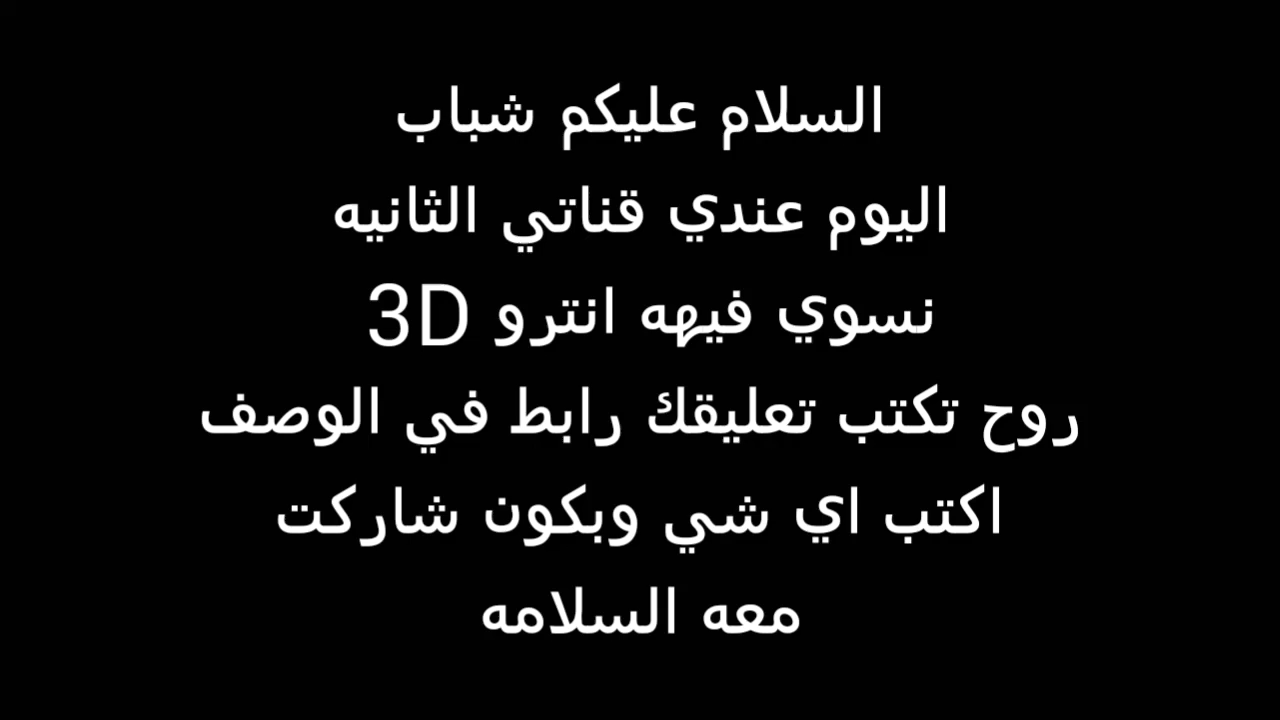 السلام عليكم شباب
اليوم عندي قناتي الثانيه
نسوي فيهه انترو 3D
روح تكتب تعليقك رابط في الوصف
اكتب اي شي وبكون شاركت
معه السلامه